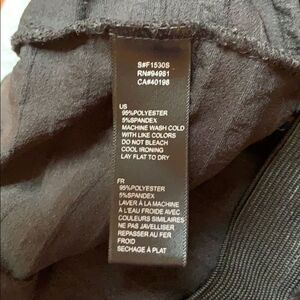 S#F1530S
RN#94981
CA#40198
US
95%POLYESTER
5%SPANDEX
MACHINE WASH COLD
WITH LIKE COLORS
DO NOT BLEACH
COOL IRONING
LAY FLAT TO DRY
FR
95%POLYESTER
5%SPANDEX
LAVER À LA MACHINE
À L'EAU FROIDE AVEC
COULEURS SIMILAIRES
NE PAS JAVELLISER
REPASSER AU FER
FROID
SECHAGE À PLAT